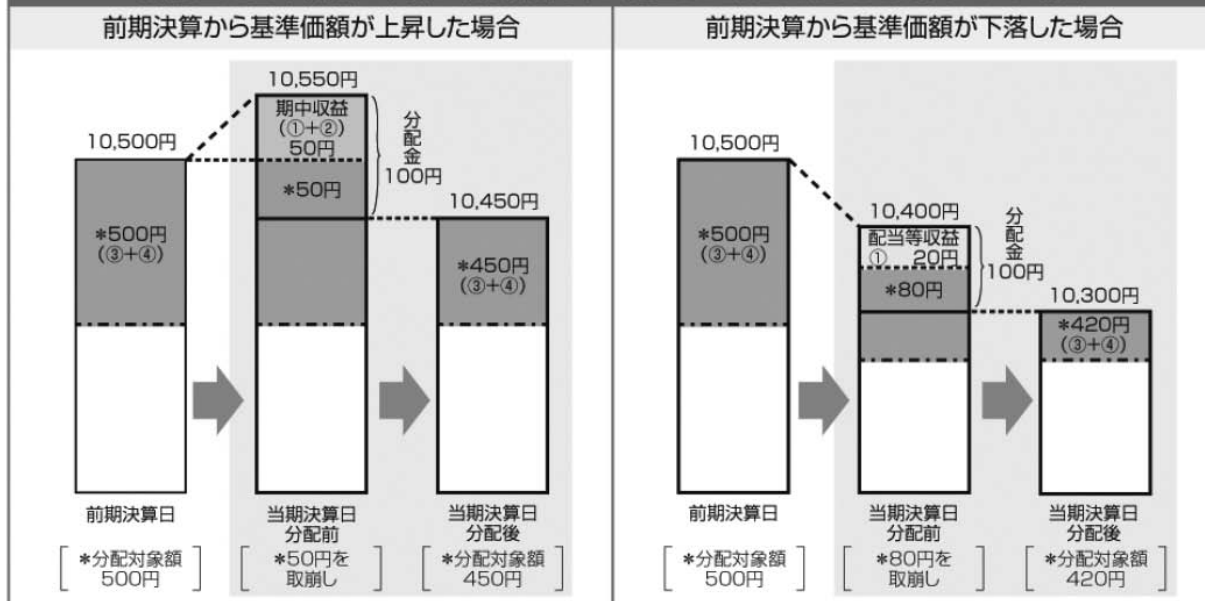 前期決算から基準価額が上昇した場合
10,550円
期中収益
(①+②)
50円
*50円
分配金
100円
10,500円
*500円
(③+④)
10,450円
*450円
(③+④)
前期決算日
当期決算日
分配前
当期決算日
分配後
*分配対象額
500円
*50円を
取崩し
*分配対象額
450円
前期決算から基準価額が下落した場合
10,500円
*500円
(③+④)
10,400円
配当等収益
① 20円
*80円
分配金
100円
10,300円
*420円
(③+④)
前期決算日
当期決算日
分配前
当期決算日
分配後
*分配対象額
500円
*80円を
取崩し
*分配対象額
420円